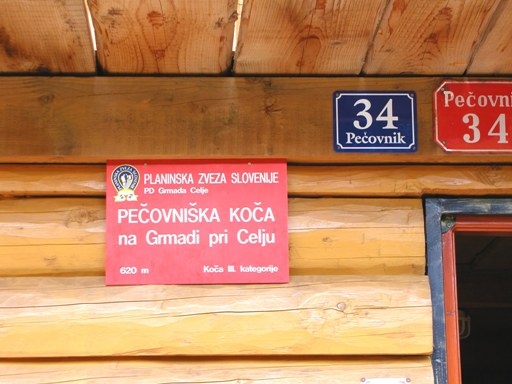 34
Pečovnik
34
PLANINSKA ZVEZA SLOVENIJE
PD Grmada Celje
PEČOVNIŠKA KOČA
na Grmadi pri Celju
620 m
Koča III. kategorije